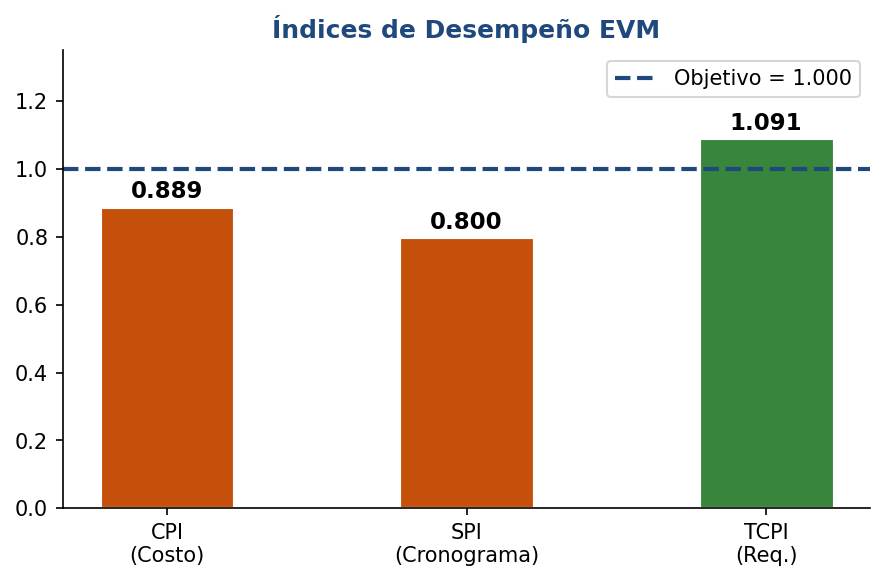 Índices de Desempeño EVM
Objetivo = 1.000
1.2
1.0
0.8
0.6
0.4
0.2
0.0
0.889
0.800
1.091
CPI
(Costo)
SPI
(Cronograma)
TCPI
(Req.)